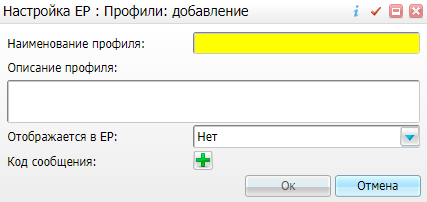 Настройка ЕР : Профили: добавление
Наименование профиля:
Описание профиля:
Отображается в ЕР: Нет
Код сообщения:
Ок Отмена